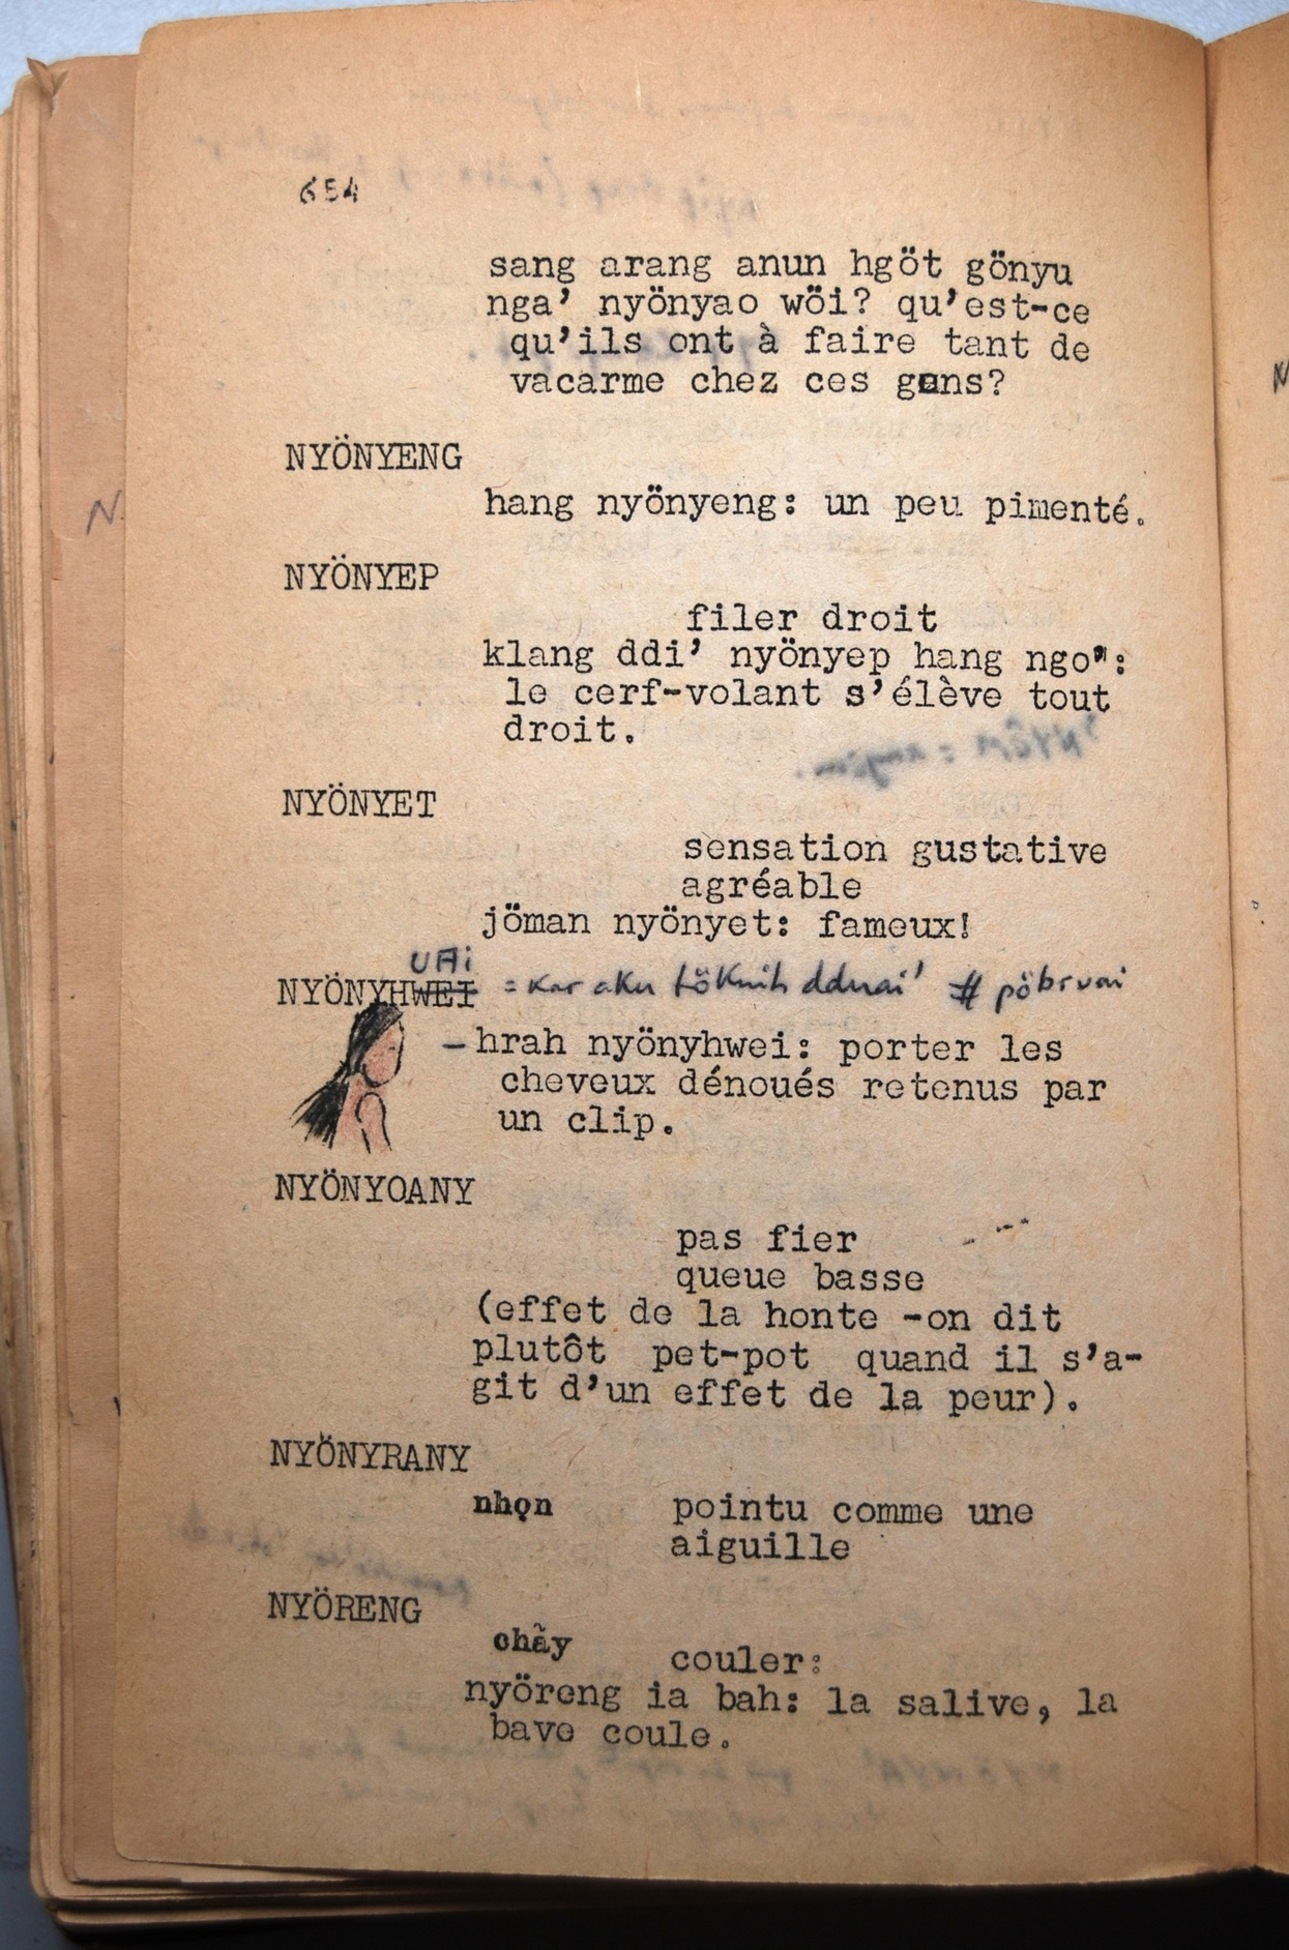 654
sang arang anun hgöt gönyu
nga’ nyönyao wöi? qu’est-ce
qu’ils ont à faire tant de
vacarme chez ces gens?
NYÖNYENG
hang nyönyeng: un peu pimenté.
N
NYÖNYEP
filer droit
klang ddi’ nyönyep hang ngo":
le cerf-volant s’élève tout
droit.
NYÖNYET
sensation gustative
agréable
jöman nyönyet: fameux!
UAi
NYÖNYHWEI = Kar aKu töKnih ddruai' # pöbruai
-hrah nyönyhwei: porter les
cheveux dénoués retenus par
un clip.
NYÖNYOANY
pas fier
queue basse
(effet de la honte -on dit
plutôt pet-pot quand il s’a-
git d’un effet de la peur).
NYÖNYRANY
nhọn pointu comme une
aiguille
NYÖRENG
chảy couler:
nyöreng ia bah: la salive, la
bave coule.